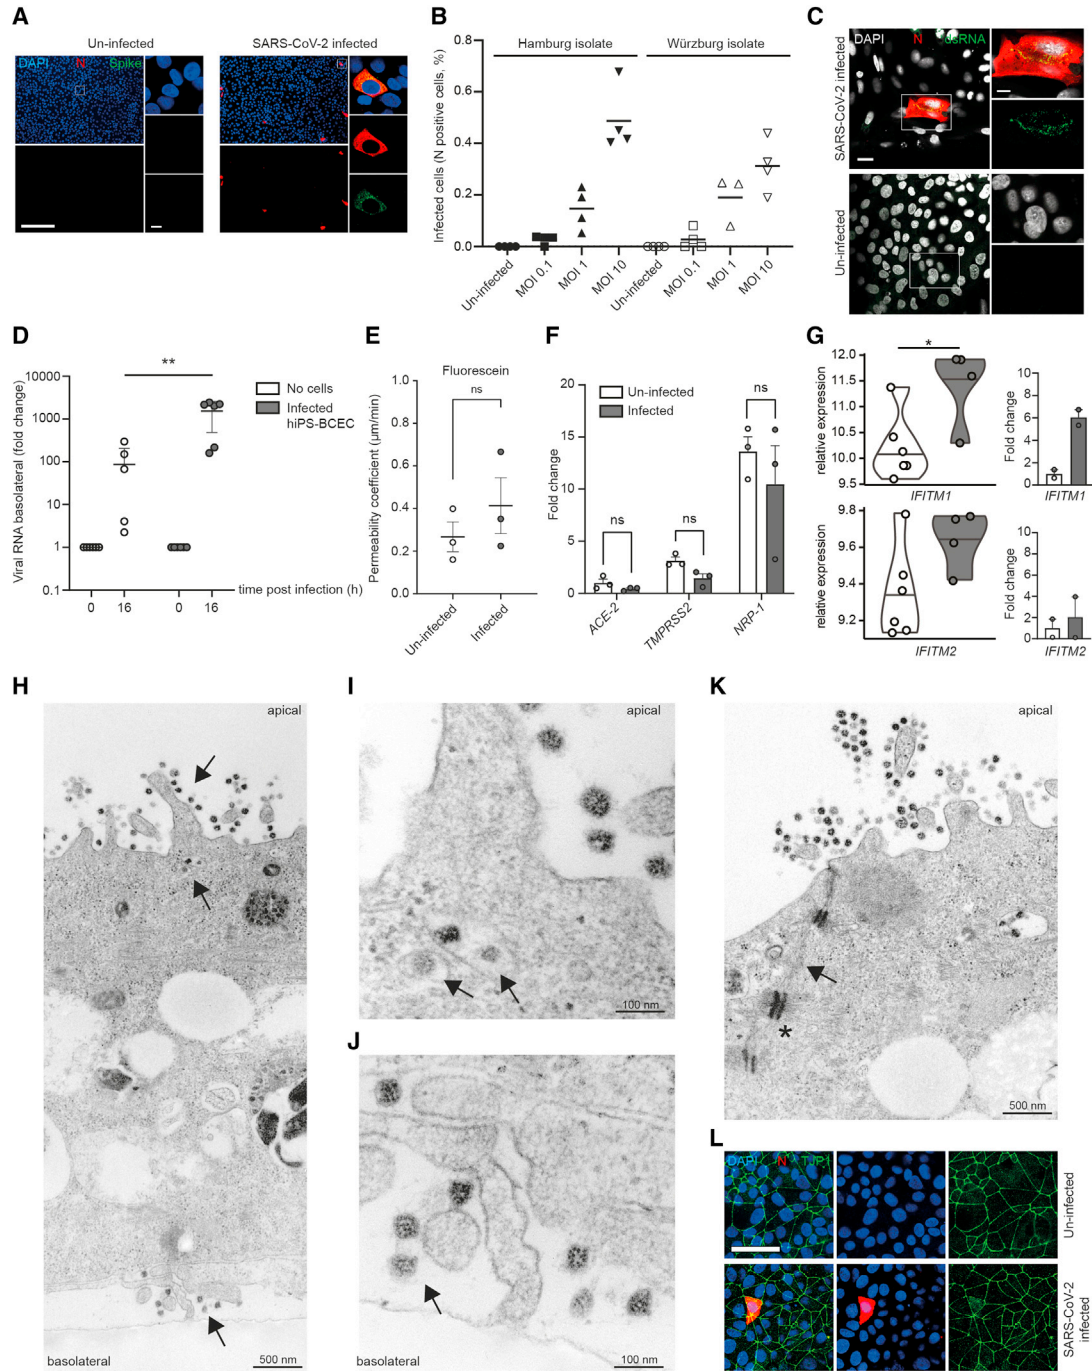 A
Un-infected
SARS-CoV-2 infected
DAPI N Spike
B
Hamburg isolate
Würzburg isolate
Infected cells (N positive cells, %)
0.8
0.6
0.4
0.2
0.0
Un-infected
MOI 0.1
MOI 1
MOI 10
Un-infected
MOI 0.1
MOI 1
MOI 10
C
DAPI N dsRNA
SARS-CoV-2 infected
Un-infected
D
**
Viral RNA basolateral (fold change)
10000
1000
100
10
1
0.1
0 16 0 16
time post infection (h)
No cells
Infected
hiPS-BCEC
E
Fluorescein
ns
Permeability coefficient (µm/min)
1.0
0.8
0.6
0.4
0.2
0.0
Un-infected
Infected
F
Un-infected
Infected
Fold change
20
15
10
5
0
ns
ns
ns
ACE-2
TMPRSS2
NRP-1
G
*
relative expression
12.0
11.5
11.0
10.5
10.0
9.5
IFITM1
Fold change
10
8
6
4
2
0
IFITM1
relative expression
9.8
9.6
9.4
9.2
IFITM2
Fold change
10
8
6
4
2
0
IFITM2
H
apical
basolateral
500 nm
I
apical
100 nm
J
basolateral
100 nm
K
apical
*
500 nm
L
DAPI N TJP1
Un-infected
SARS-CoV-2
infected